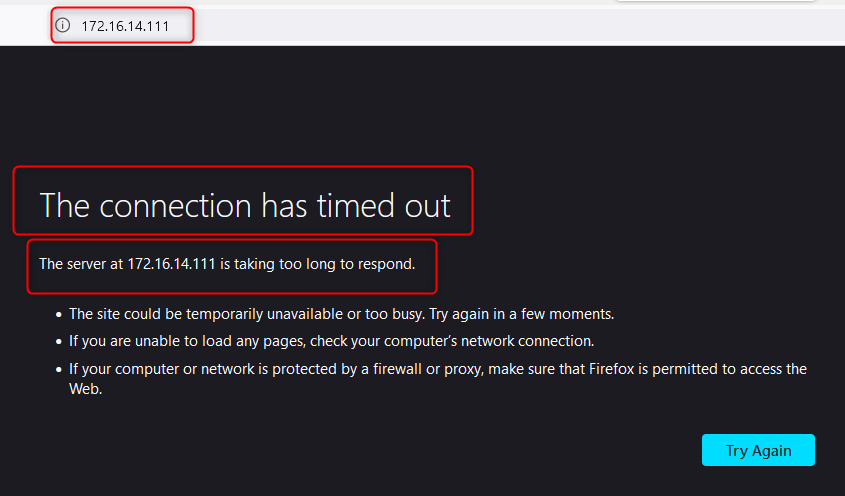 172.16.14.111
The connection has timed out
The server at 172.16.14.111 is taking too long to respond.
• The site could be temporarily unavailable or too busy. Try again in a few moments.
• If you are unable to load any pages, check your computer’s network connection.
• If your computer or network is protected by a firewall or proxy, make sure that Firefox is permitted to access the
Web.
Try Again